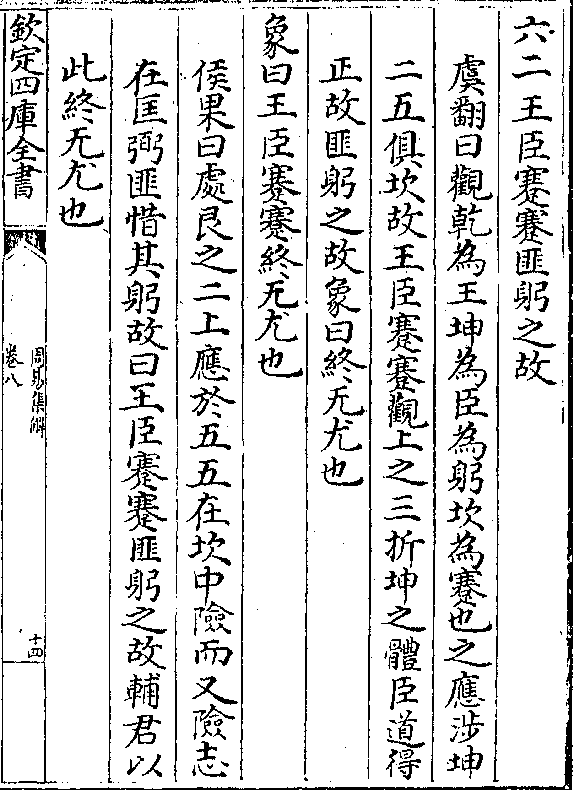 六二王臣蹇蹇匪躬之故
虞翻曰觀乾為王坤為臣為躬坎為蹇也之應涉坤
二五俱坎故王臣蹇蹇觀上之三折坤之體臣道得
正故匪躬之故象曰終无尤也
象曰王臣蹇蹇終无尤也
侯果曰處艮之二上應於五五在坎中險而又險志
在匡弼匪惜其躬故曰王臣蹇蹇匪躬之故輔君以
此終无尤也
欽定四庫全書
周易集解
卷八
十四